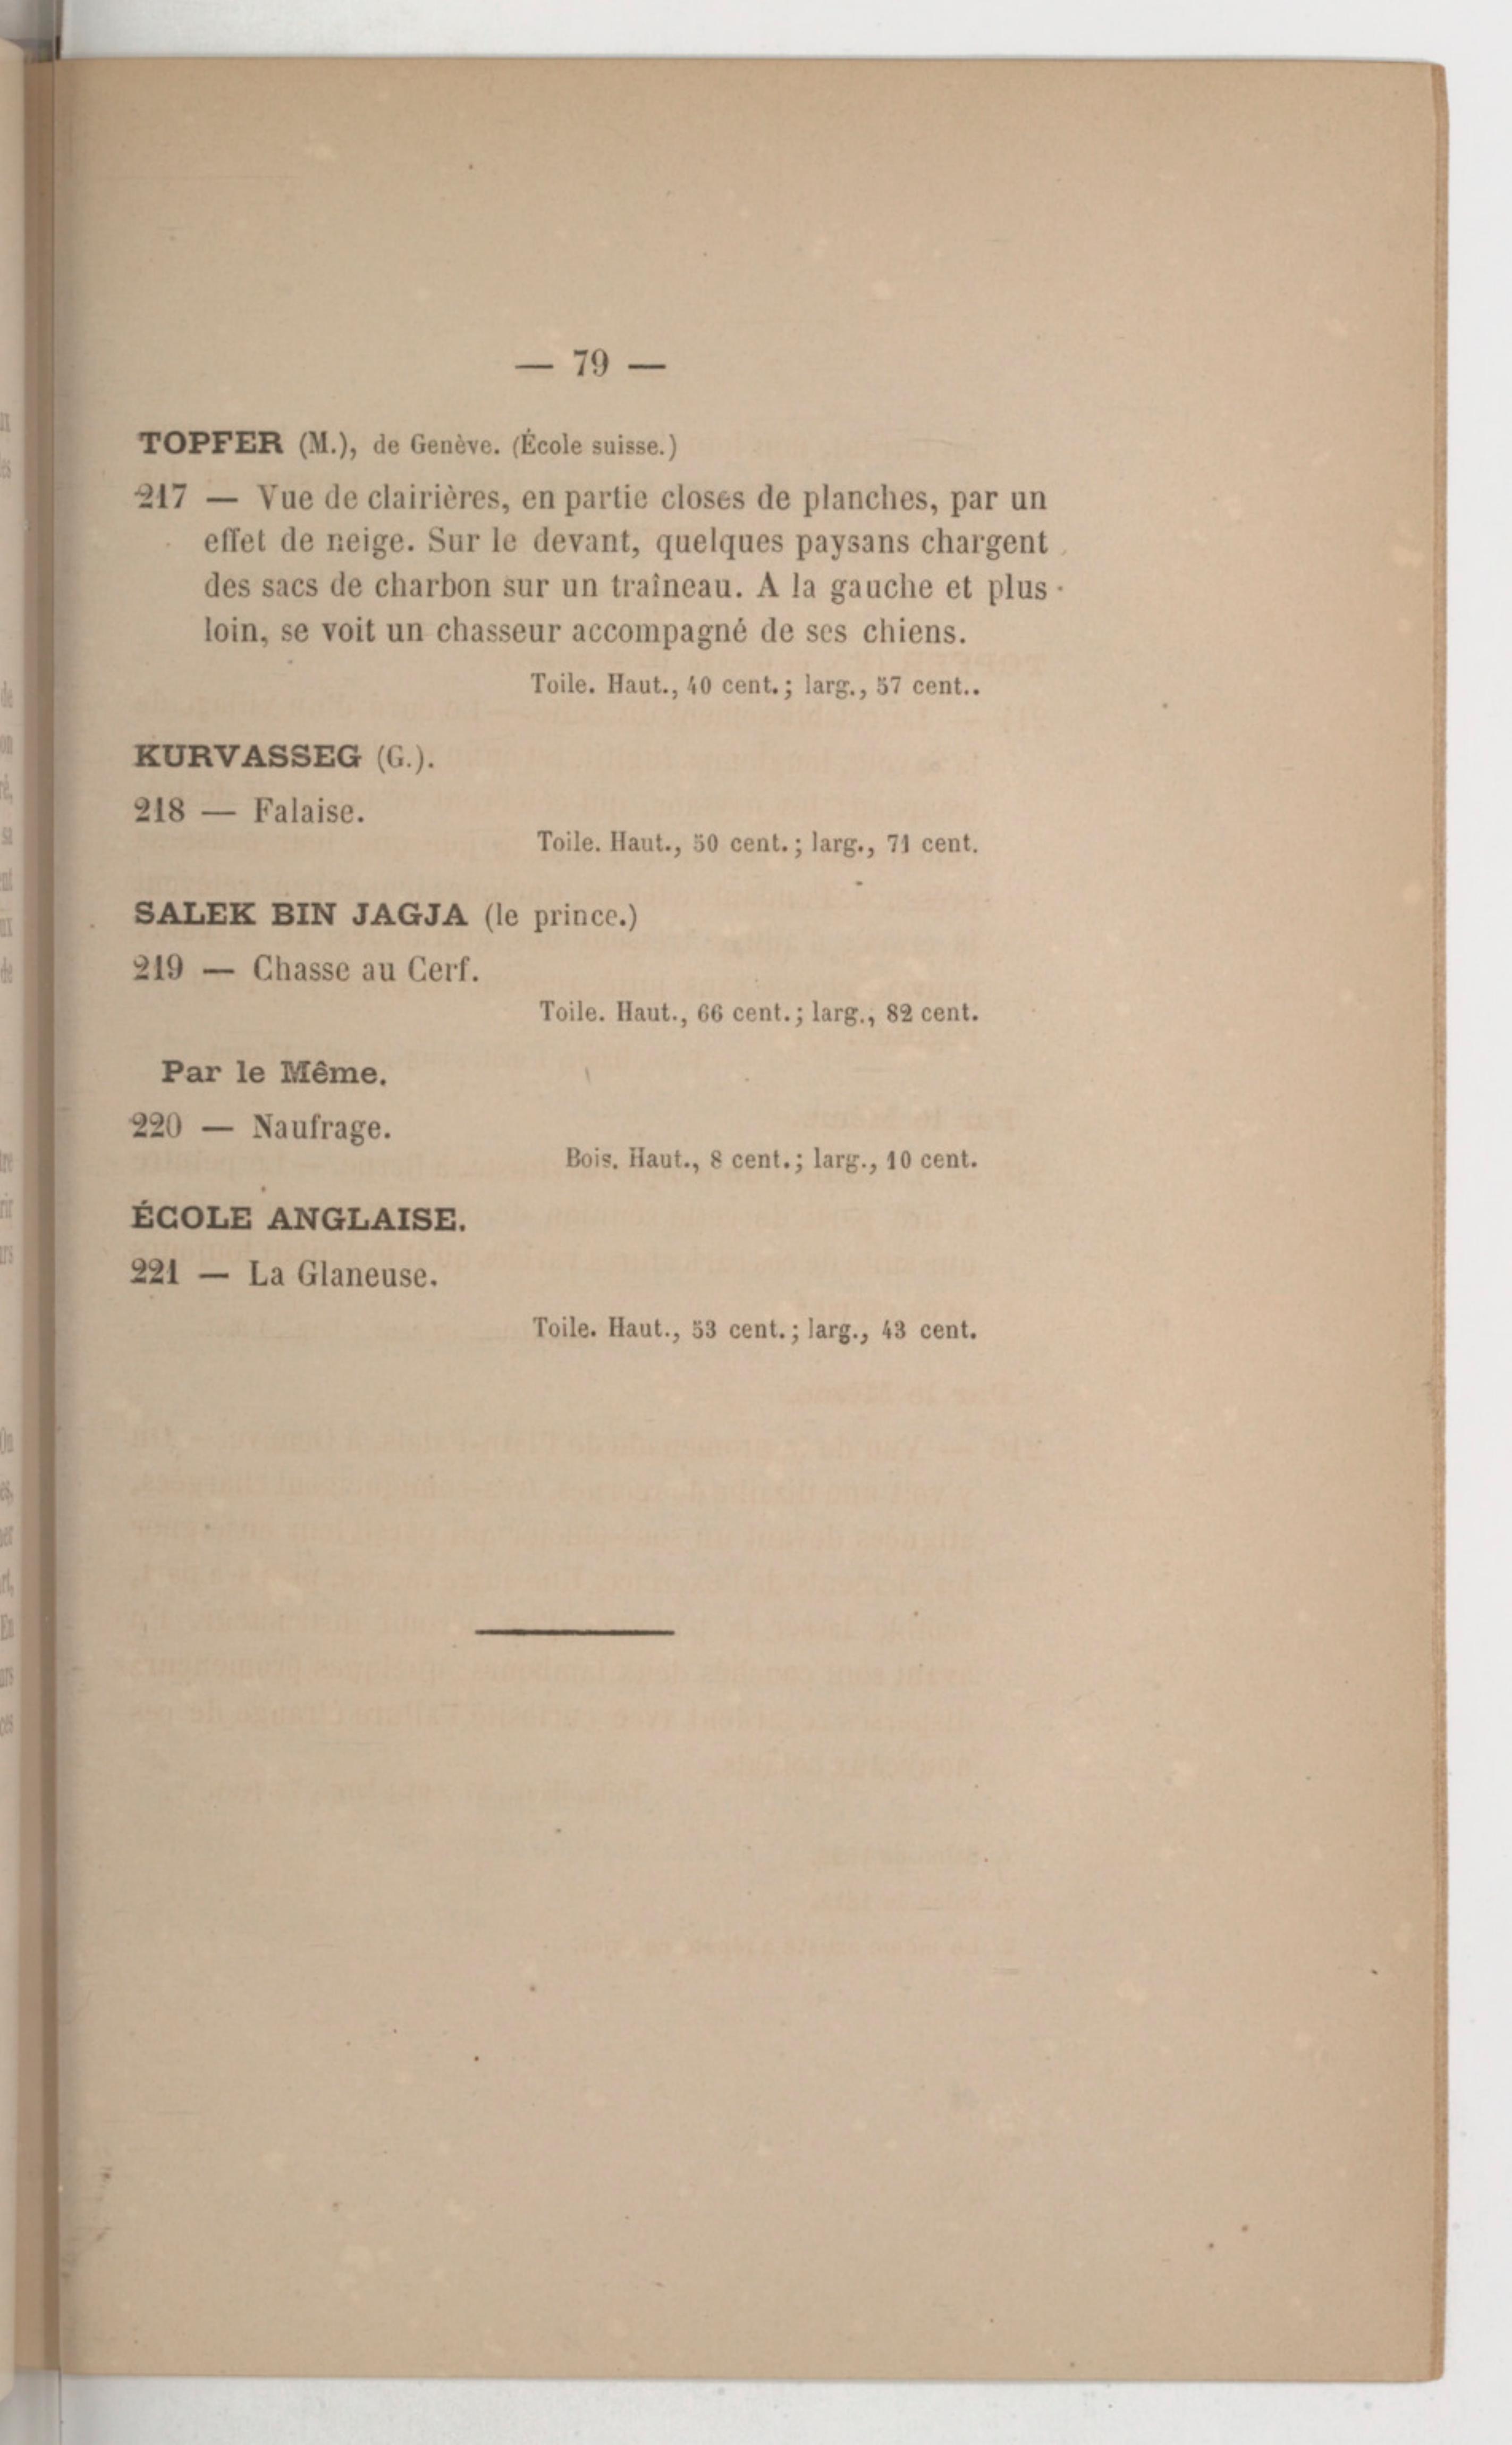 — 79 —
TOPFER (M.), de Genève. (École suisse.)
217 — Vue de clairières, en partie closes de planches, par un
effet de neige. Sur le devant, quelques paysans chargent
des sacs de charbon sur un traîneau. A la gauche et plus
loin, se voit un chasseur accompagné de ses chiens.
Toile. Haut., 40 cent.; larg., 57 cent..
KURVASSEG (G.).
218 — Falaise.
Toile. Haut., 50 cent.; larg., 71 cent.
SALEK BIN JAGJA (le prince.)
219 — Chasse au Cerf.
Toile. Haut., 66 cent.; larg., 82 cent.
Par le Même.
220 — Naufrage.
Bois. Haut., 8 cent.; larg., 10 cent.
ÉCOLE ANGLAISE.
221 — La Glaneuse.
Toile. Haut., 53 cent.; larg., 43 cent.